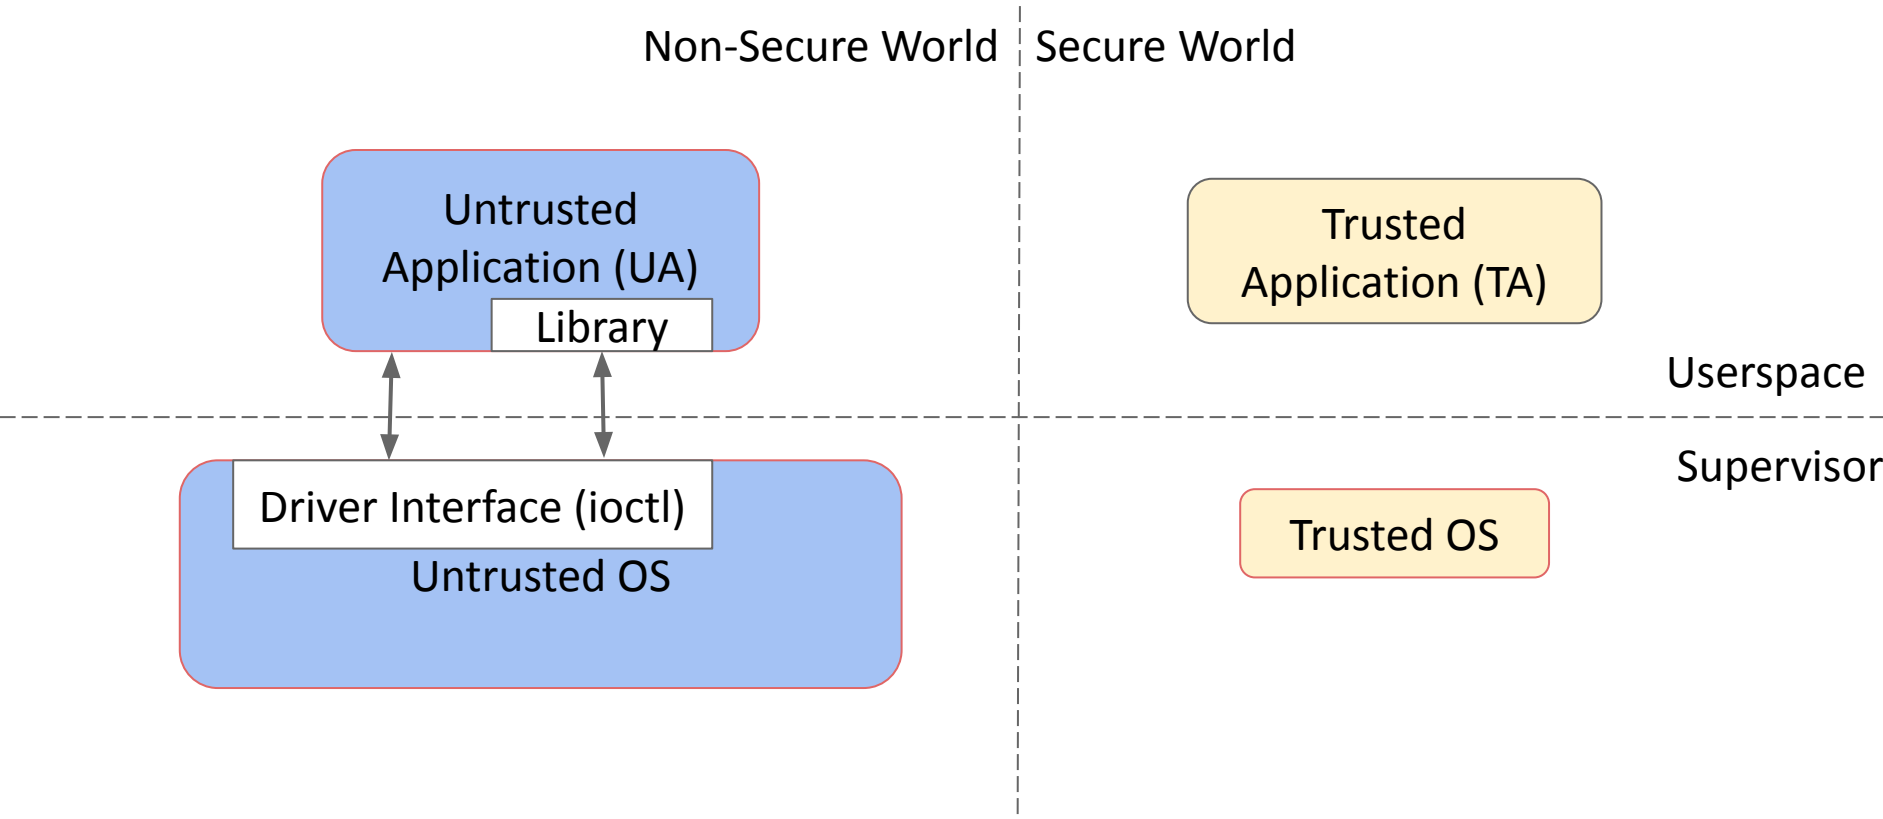 Non-Secure World
Secure World
Untrusted
Application (UA)
Library
Trusted
Application (TA)
Userspace
Supervisor
Driver Interface (ioctl)
Untrusted OS
Trusted OS